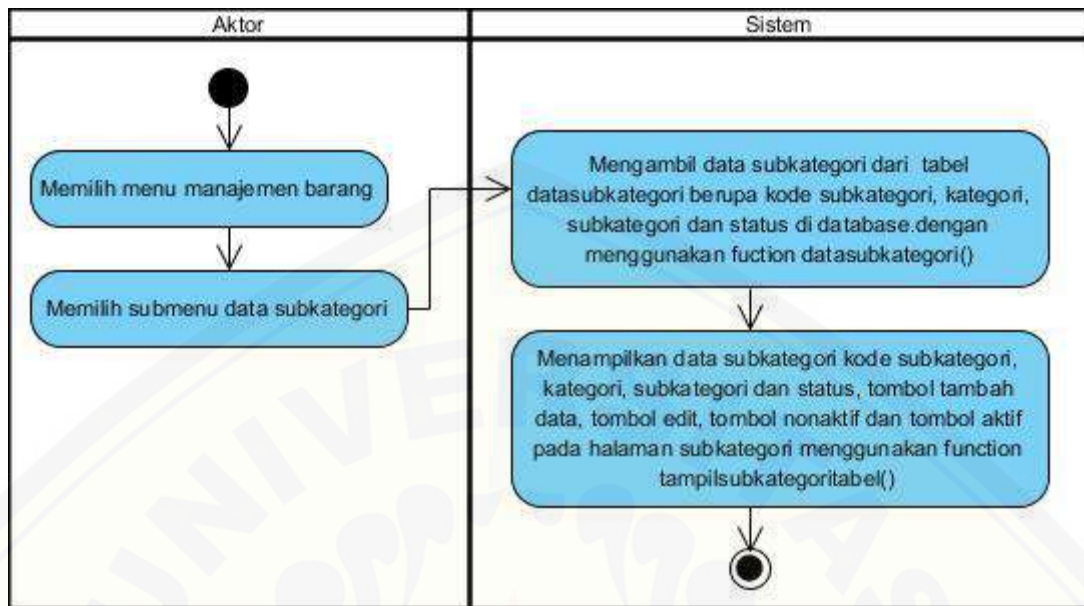 Aktor
Sistem
Memilih menu manajemen barang
Memilih submenu data subkategori
Mengambil data subkategori dari tabel
datasubkategori berupa kode subkategori, kategori,
subkategori dan status di database.dengan
menggunakan fuction datasubkategori()
Menampilkan data subkategori kode subkategori,
kategori, subkategori dan status, tombol tambah
data, tombol edit, tombol nonaktif dan tombol aktif
pada halaman subkategori menggunakan function
tampilsubkategoritabel()